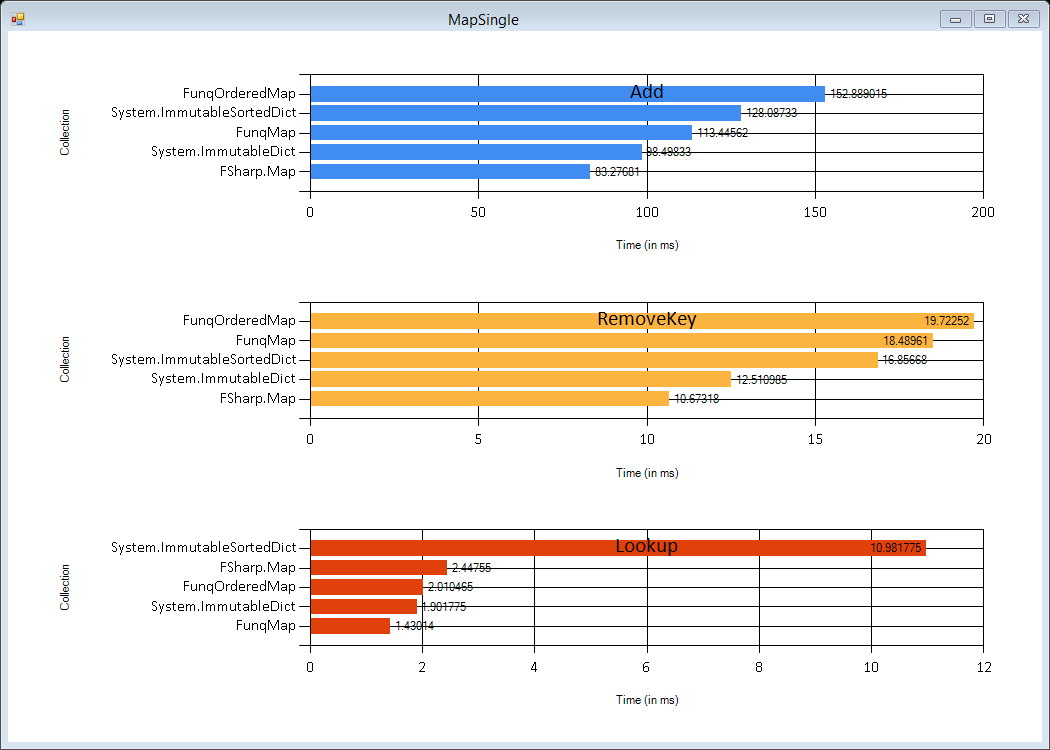 MapSingle
Add
Collection
FunqOrderedMap 152.889015
System.ImmutableSortedDict 128.08733
FunqMap 113.44562
System.ImmutableDict 98.49833
FSharp.Map 83.27681
0 50 100 150 200
Time (in ms)
RemoveKey
Collection
FunqOrderedMap 19.72252
FunqMap 18.48961
System.ImmutableSortedDict 16.85668
System.ImmutableDict 12.510985
FSharp.Map 10.67318
0 5 10 15 20
Time (in ms)
Lookup
Collection
System.ImmutableSortedDict 10.981775
FSharp.Map 2.44755
FunqOrderedMap 2.010465
System.ImmutableDict 1.901775
FunqMap 1.43014
0 2 4 6 8 10 12
Time (in ms)